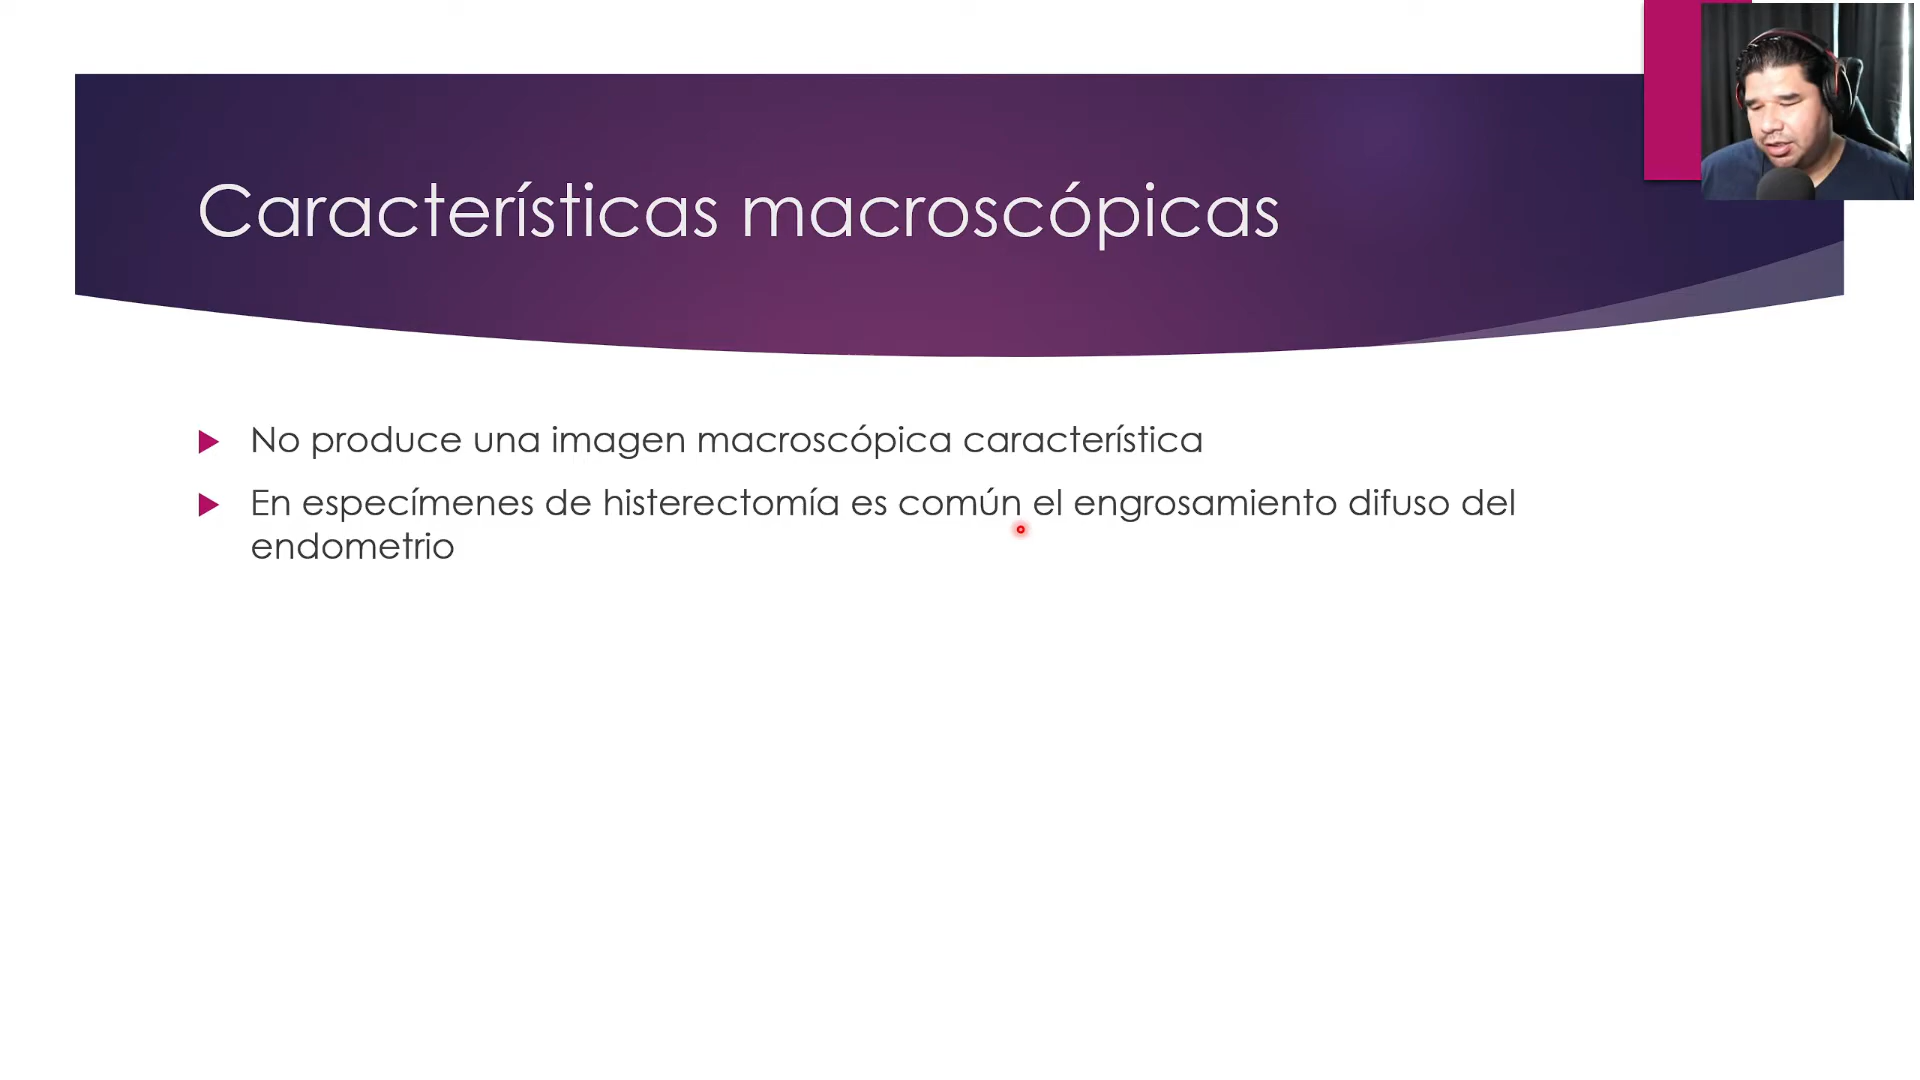 Características macroscópicas
No produce una imagen macroscópica característica
En especímenes de histerectomía es común el engrosamiento difuso del
endometrio